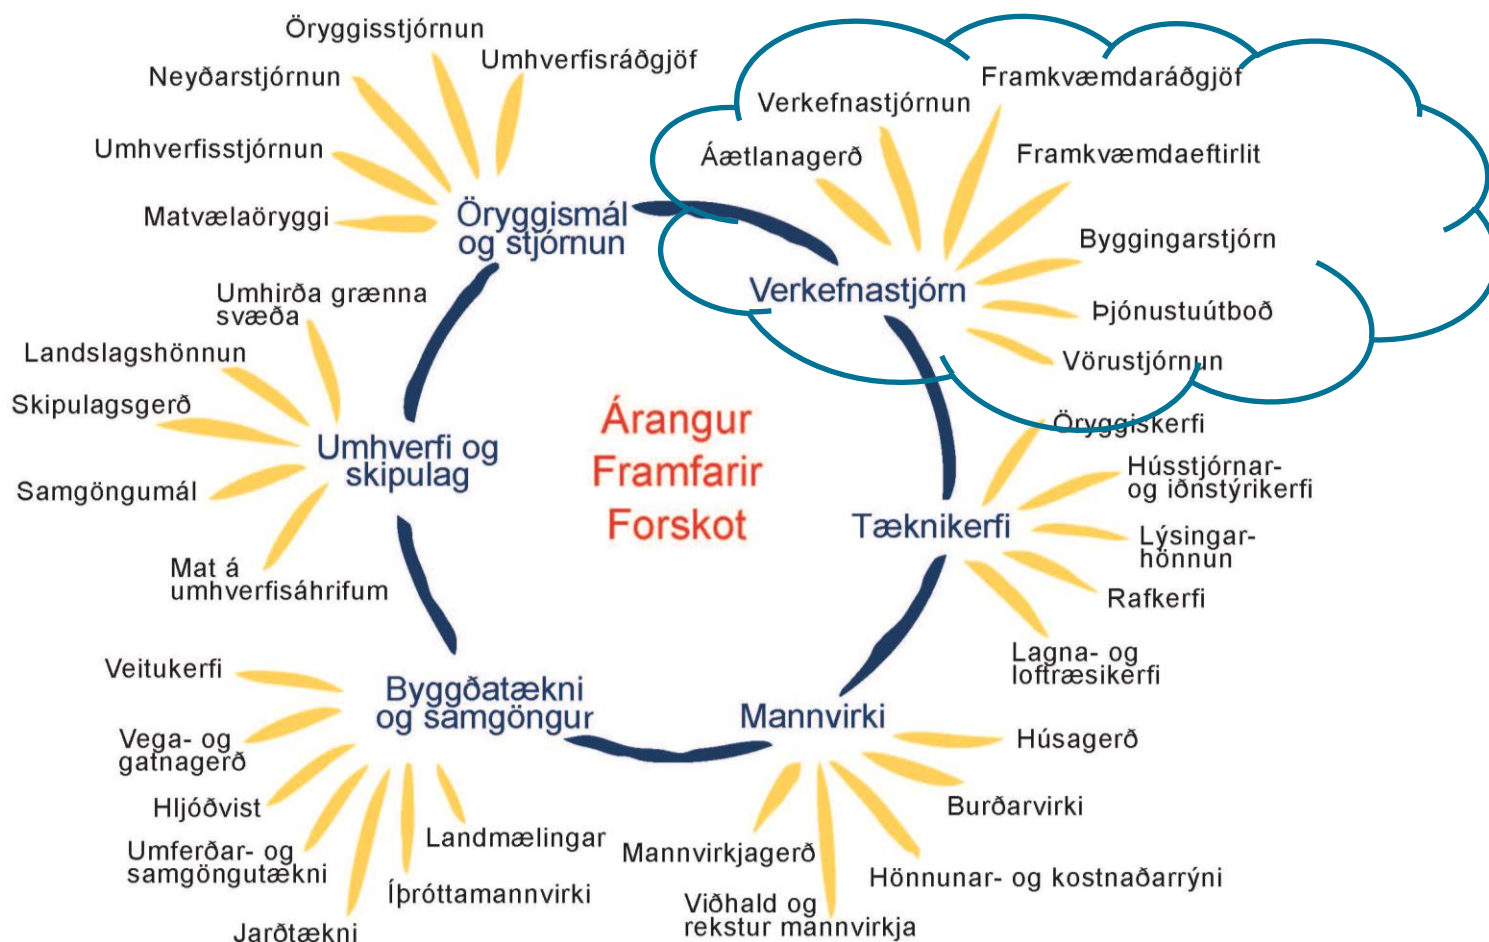 Öryggisstjórnun
Umhverfisráðgjöf
Neyðarstjórnun
Umhverfisstjórnun
Matvælaöryggi
Öryggismál
og stjórnun
Framkvæmdaráðgjöf
Verkefnastjórnun
Áætlanagerð
Framkvæmdaeftirlit
Byggingarstjórn
Verkefnastjórn
Þjónustuútboð
Vörustjórnun
Umhirða grænna
svæða
Landslagshönnun
Skipulagsgerð
Umhverfi og
skipulag
Samgöngumál
Mat á
umhverfisáhrifum
Árangur
Framfarir
Forskot
Öryggiskerfi
Hússtjórnar-
og iðnstýrikerfi
Tæknikerfi
Lýsingar-
hönnun
Rafkerfi
Lagna- og
loftræsikerfi
Veitukerfi
Byggðatækni
og samgöngur
Vega- og
gatnagerð
Hljóðvist
Umferðar- og
samgöngutækni
Jarðtækni
Íþróttamannvirki
Landmælingar
Mannvirki
Húsagerð
Burðarvirki
Hönnunar- og kostnaðarrýni
Mannvirkjagerð
Viðhald og
rekstur mannvirkja